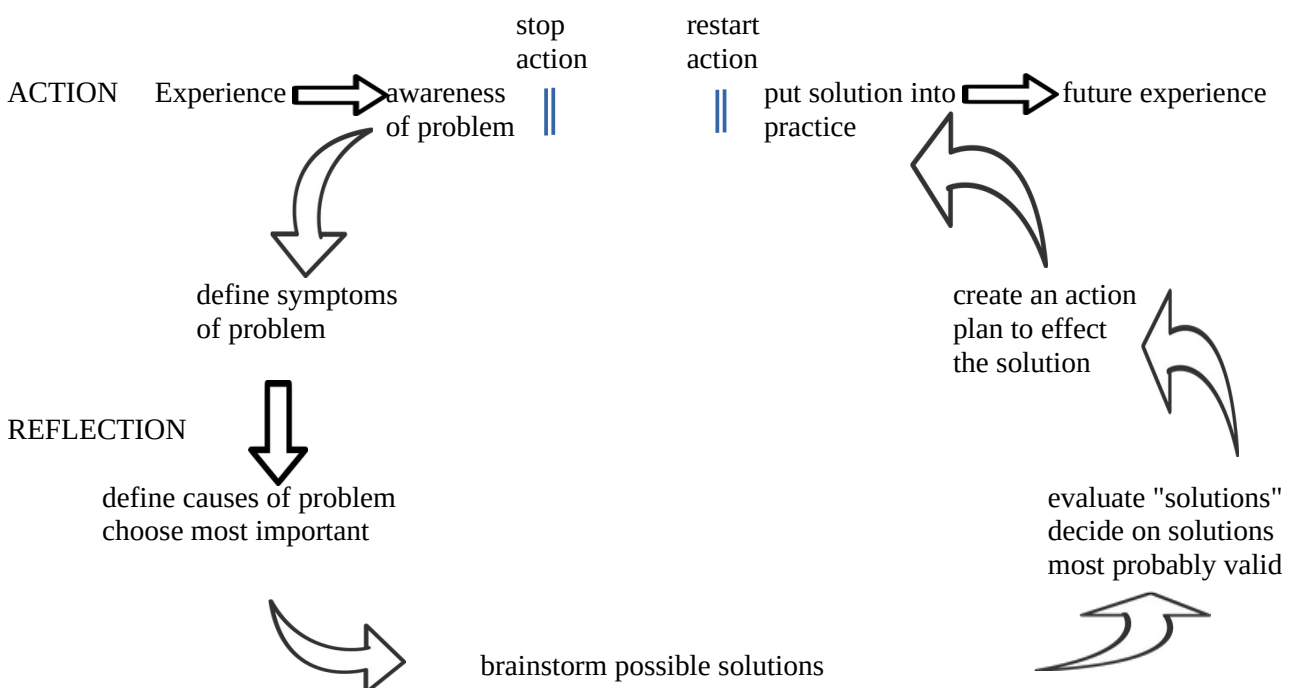 stop
action
restart
action
ACTION
Experience
awareness
of problem
put solution into
practice
future experience
define symptoms
of problem
create an action
plan to effect
the solution
REFLECTION
define causes of problem
choose most important
evaluate "solutions"
decide on solutions
most probably valid
brainstorm possible solutions